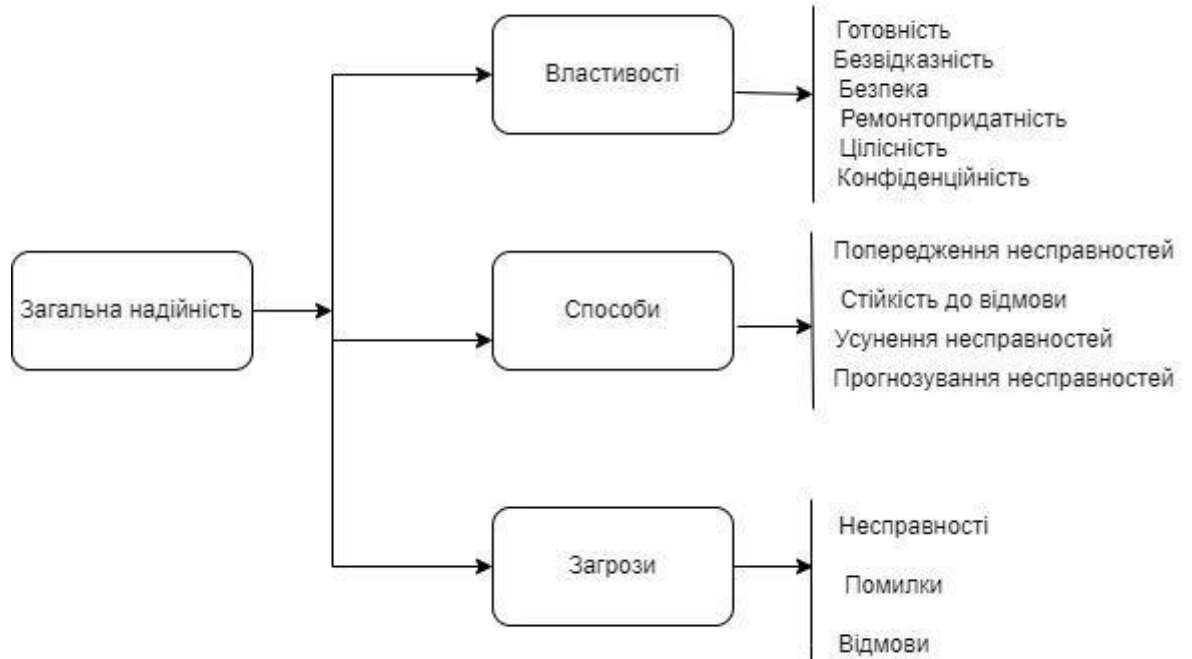 Загальна надійність
Властивості
Готовність
Безвідказність
Безпека
Ремонтопридатність
Цілісність
Конфіденційність
Способи
Попередження несправностей
Стійкість до відмови
Усунення несправностей
Прогнозування несправностей
Загрози
Несправності
Помилки
Відмови